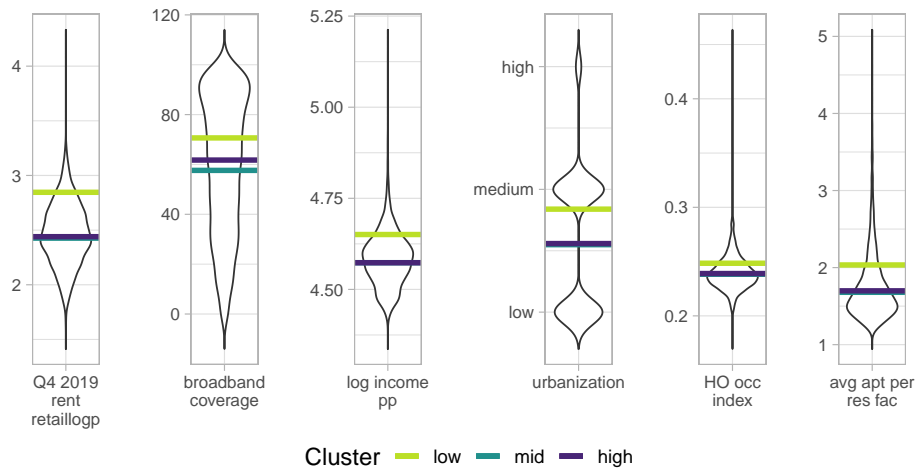 4
3
2
Q4 2019
rent
retaillogp
120
80
40
0
broadband
coverage
5.25
5.00
4.75
4.50
log income
pp
high
medium
low
urbanization
0.4
0.3
0.2
HO occ
index
5
4
3
2
1
avg apt per
res fac
Cluster low mid high